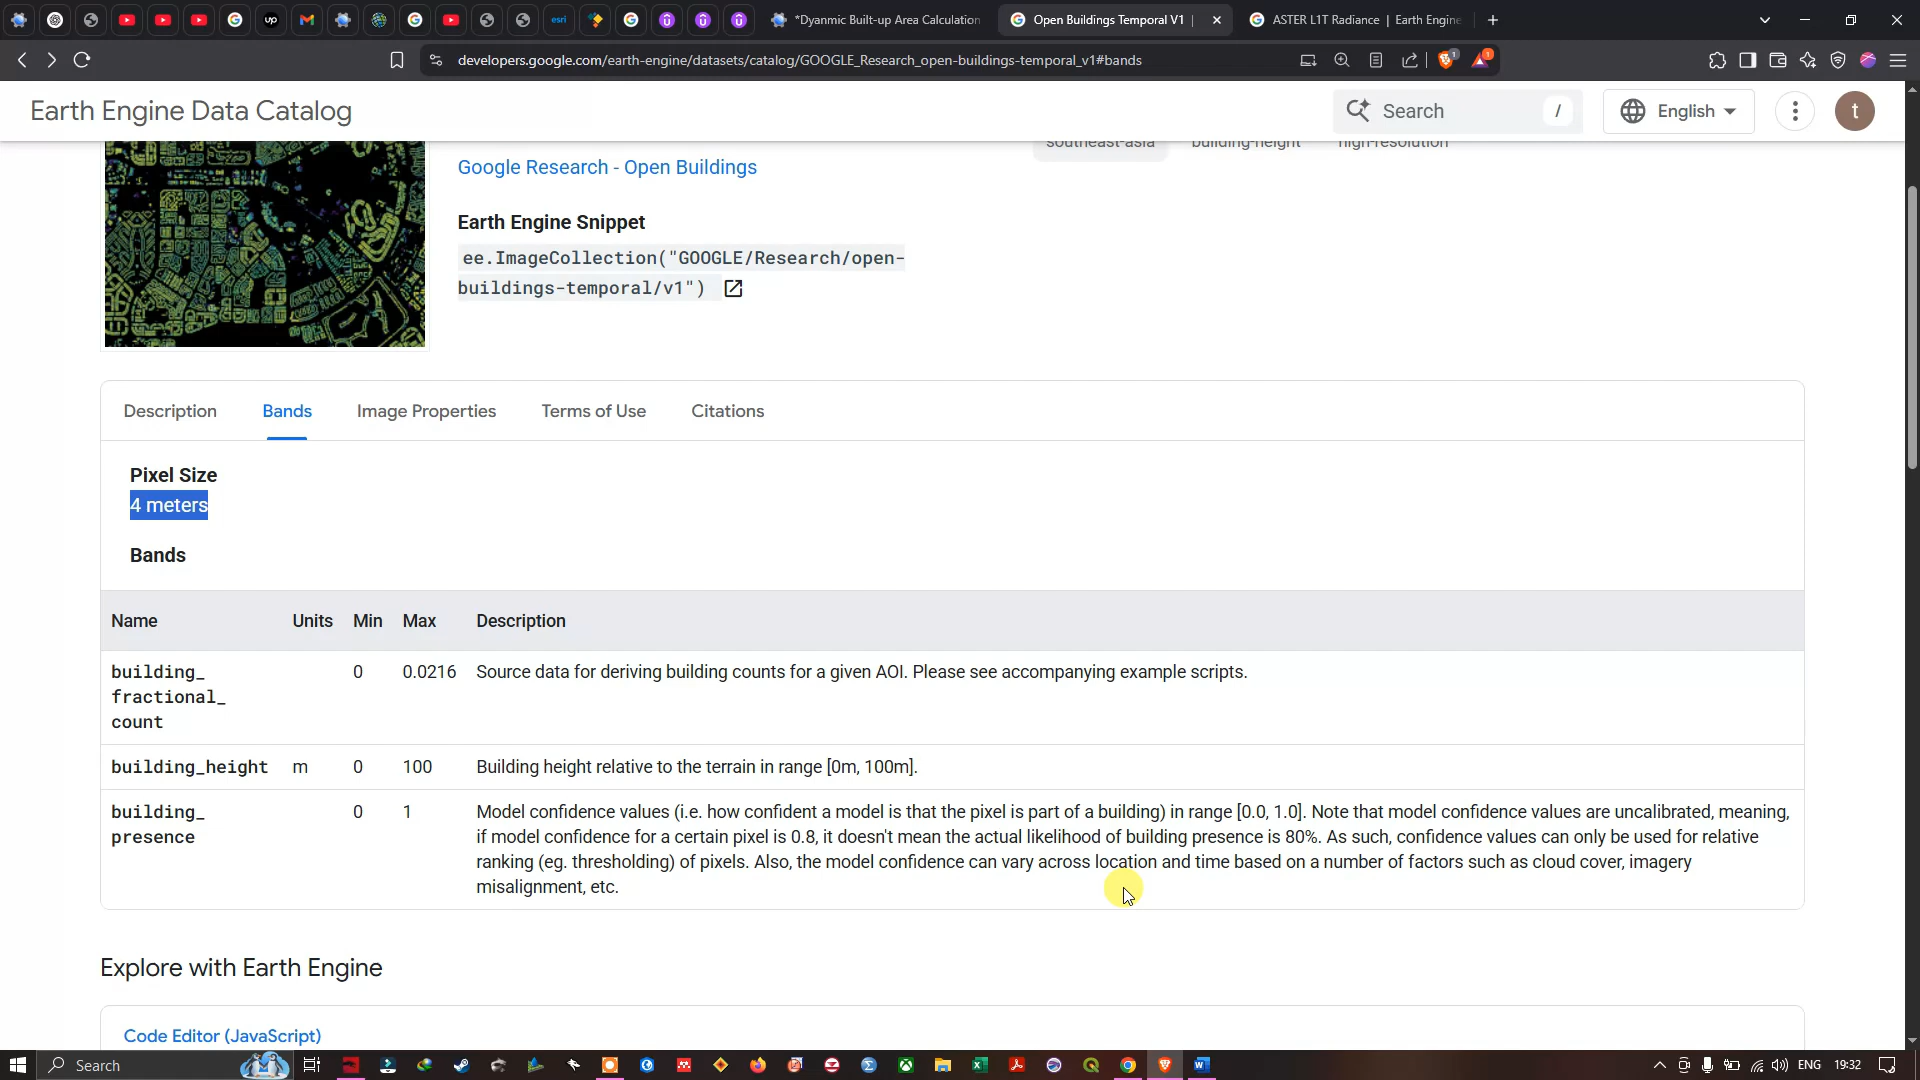 *Dyanmic Built-up Area Calculation
Open Buildings Temporal V1 |
ASTER L1T Radiance | Earth Engine
developers.google.com/earth-engine/datasets/catalog/GOOGLE_Research_open-buildings-temporal_v1#bands
Earth Engine Data Catalog
Search /
English
t
southeast-asia building-height high-resolution
Google Research - Open Buildings
Earth Engine Snippet
ee.ImageCollection("GOOGLE/Research/open-
buildings-temporal/v1")
Description Bands Image Properties Terms of Use Citations
Pixel Size
4 meters
Bands
Name Units Min Max Description
building_
fractional_
count
0 0.0216 Source data for deriving building counts for a given AOI. Please see accompanying example scripts.
building_height m 0 100 Building height relative to the terrain in range [0m, 100m].
building_
presence
0 1 Model confidence values (i.e. how confident a model is that the pixel is part of a building) in range [0.0, 1.0]. Note that model confidence values are uncalibrated, meaning,
if model confidence for a certain pixel is 0.8, it doesn't mean the actual likelihood of building presence is 80%. As such, confidence values can only be used for relative
ranking (eg. thresholding) of pixels. Also, the model confidence can vary across location and time based on a number of factors such as cloud cover, imagery
misalignment, etc.
Explore with Earth Engine
Code Editor (JavaScript)
Search
ENG 19:32